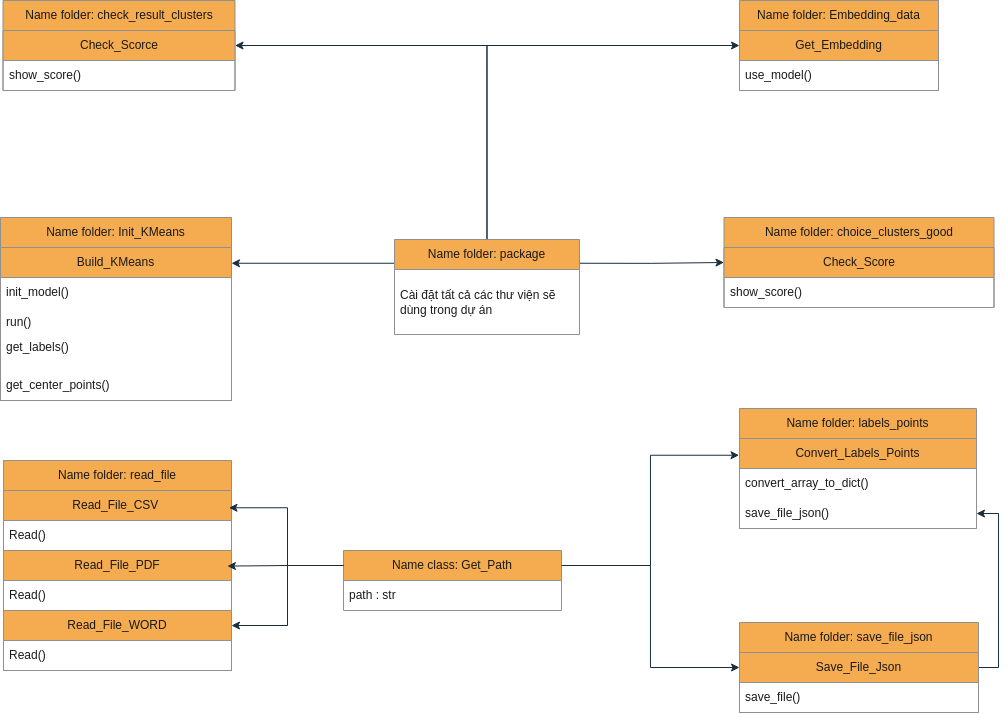 Name folder: check_result_clusters
Check_Scorce
show_score()
Name folder: Embedding_data
Get_Embedding
use_model()
Name folder: Init_KMeans
Build_KMeans
init_model()
run()
get_labels()
get_center_points()
Name folder: package
Cài đặt tất cả các thư viện sẽ
dùng trong dự án
Name folder: choice_clusters_good
Check_Score
show_score()
Name folder: labels_points
Convert_Labels_Points
convert_array_to_dict()
save_file_json()
Name folder: read_file
Read_File_CSV
Read()
Read_File_PDF
Read()
Read_File_WORD
Read()
Name class: Get_Path
path : str
Name folder: save_file_json
Save_File_Json
save_file()